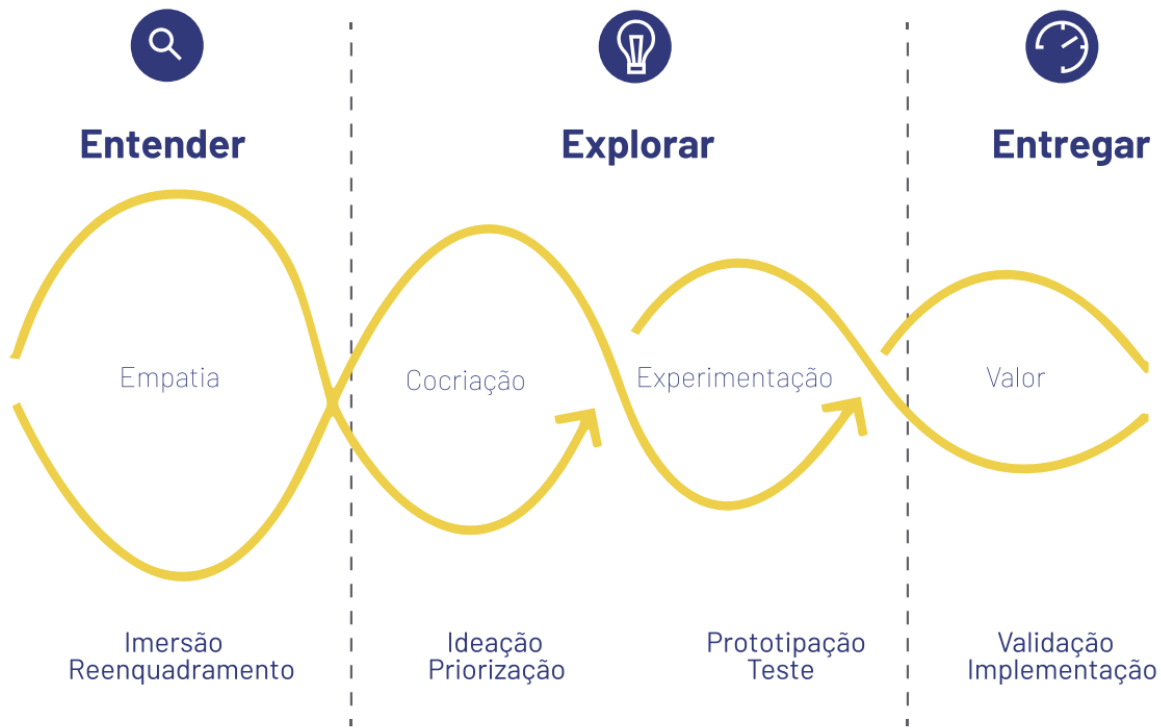 Entender
Explorar
Entregar
Empatia
Cocriação
Experimentação
Valor
Imersão
Reenquadramento
Ideação
Priorização
Prototipação
Teste
Validação
Implementação